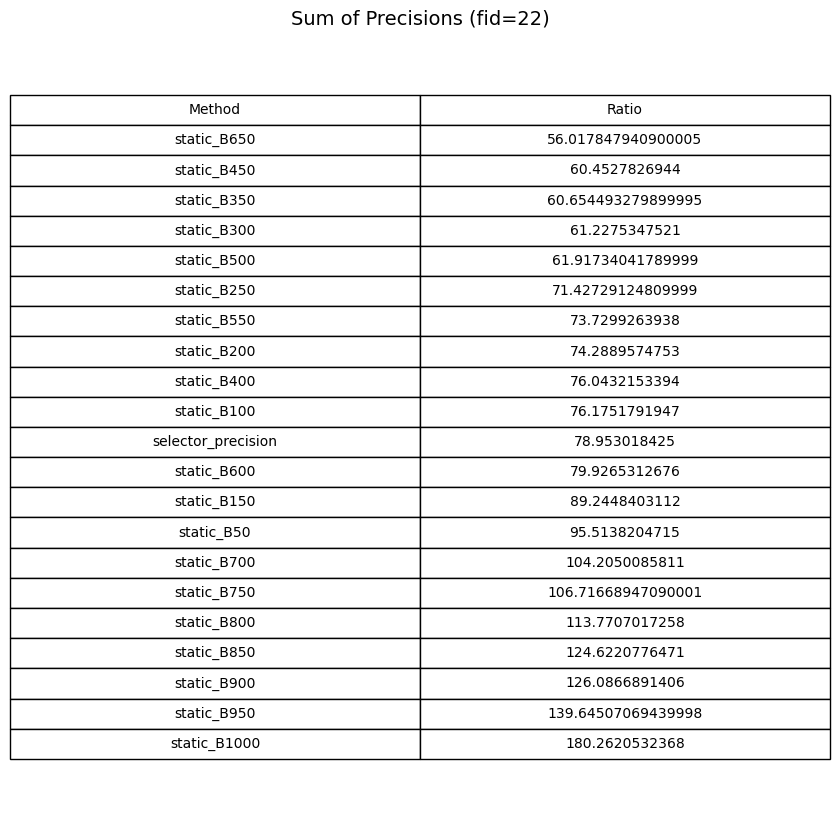 Sum of Precisions (fid=22)
Method Ratio
static_B650 56.017847940900005
static_B450 60.4527826944
static_B350 60.654493279899995
static_B300 61.2275347521
static_B500 61.91734041789999
static_B250 71.42729124809999
static_B550 73.7299263938
static_B200 74.2889574753
static_B400 76.0432153394
static_B100 76.1751791947
selector_precision 78.953018425
static_B600 79.9265312676
static_B150 89.2448403112
static_B50 95.5138204715
static_B700 104.2050085811
static_B750 106.71668947090001
static_B800 113.7707017258
static_B850 124.6220776471
static_B900 126.0866891406
static_B950 139.64507069439998
static_B1000 180.2620532368